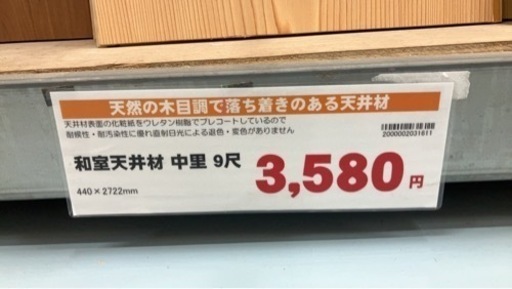 天然の木目調で落ち着きのある天井材
天井材表面の化粧紙をウレタン樹脂でプレコートしているので
耐候性・耐汚染性に優れ直射日光による退色・変色がありません
2000002031611
和室天井材 中里 9尺
3,580円
440×2722mm